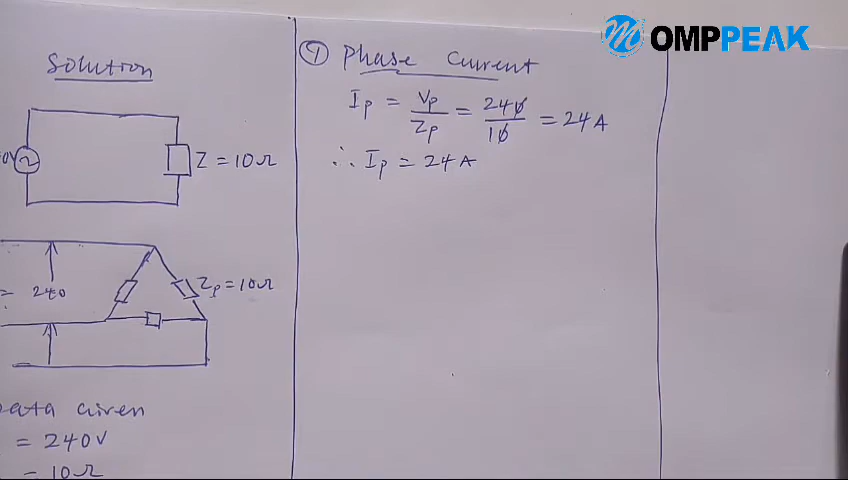 Solution
Z = 10Ω
= 240
Zp = 10Ω
Data Given
= 240V
= 10Ω
① Phase Current
Ip = Vp/Zp = 240/10 = 24A
∴ Ip = 24A
OMPPEAK